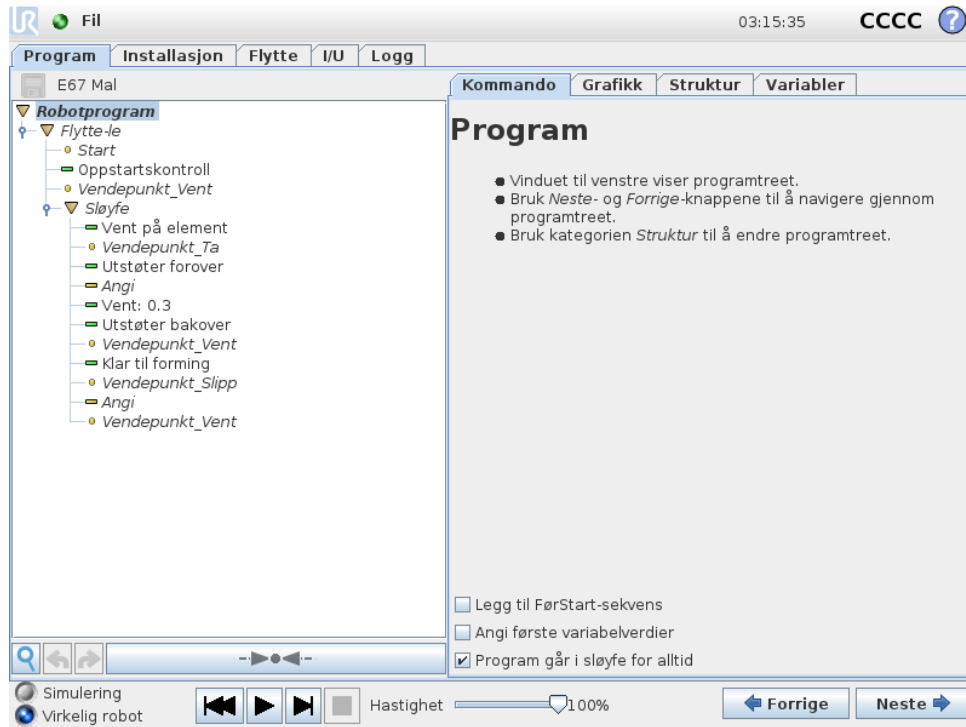 UR Fil 03:15:35 CCCC ?
Program Installasjon Flytte I/U Logg
E67 Mal
Robotprogram
Flytte-le
Start
Oppstartskontroll
Vendepunkt_Vent
Sløyfe
Vent på element
Vendepunkt_Ta
Utstøter forover
Angi
Vent: 0.3
Utstøter bakover
Vendepunkt_Vent
Klar til forming
Vendepunkt_Slipp
Angi
Vendepunkt_Vent
Kommando Grafikk Struktur Variabler
Program
Vinduet til venstre viser programtreet.
Bruk Neste- og Forrige-knappene til å navigere gjennom
programtreet.
Bruk kategorien Struktur til å endre programtreet.
Legg til FørStart-sekvens
Angi første variabelverdier
Program går i sløyfe for alltid
Simulering
Virkelig robot
Hastighet 100%
Forrige Neste